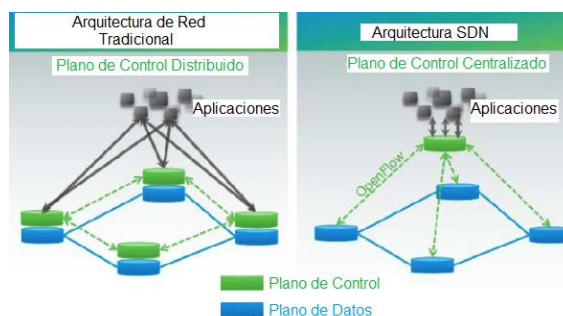 Arquitectura de Red
Tradicional
Plano de Control Distribuido
Aplicaciones
Arquitectura SDN
Plano de Control Centralizado
Aplicaciones
OpenFlow
Plano de Control
Plano de Datos